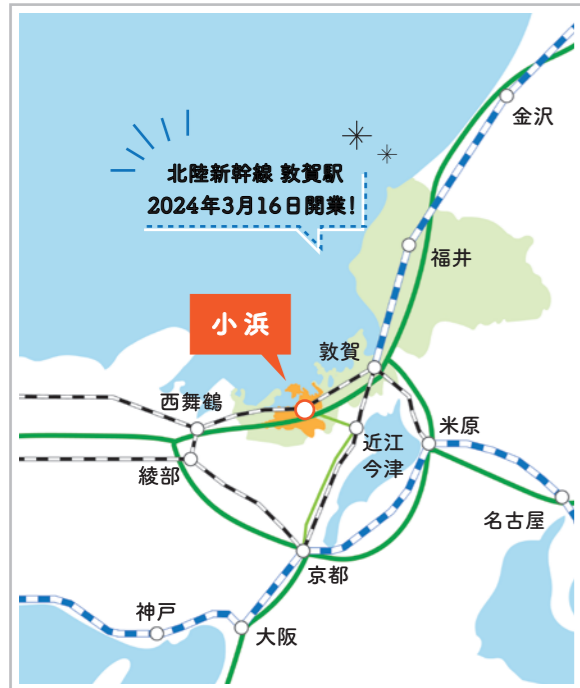 金沢
北陸新幹線 敦賀駅
2024年3月16日開業!
福井
小浜
敦賀
西舞鶴
近江
今津
米原
綾部
名古屋
京都
神戸
大阪